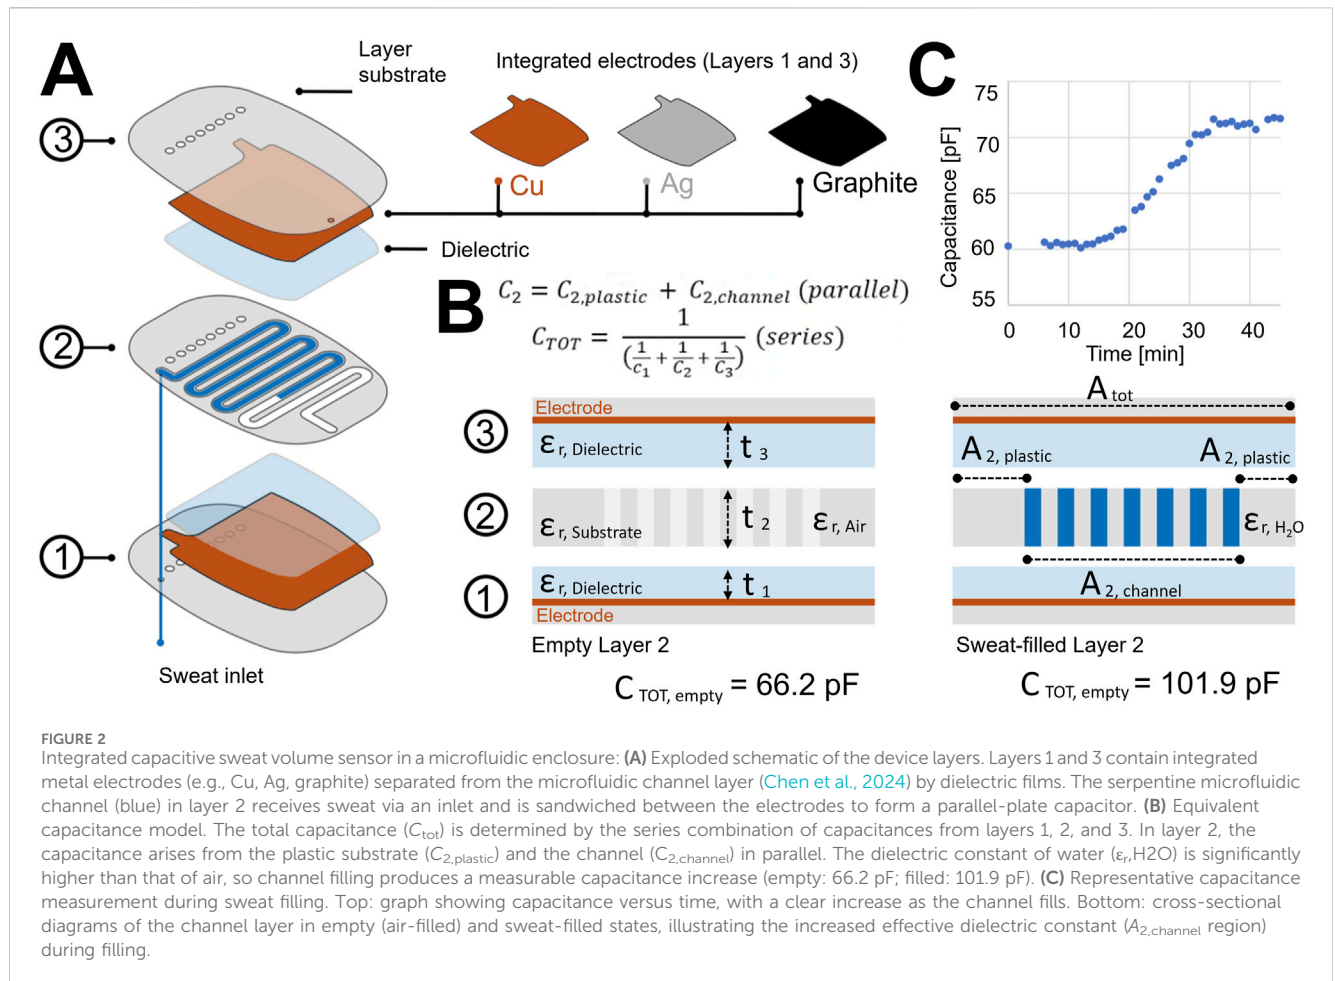 A
Layer
substrate
3
Integrated electrodes (Layers 1 and 3)
Cu
Ag
Graphite
Dielectric
2
1
Sweat inlet
B
C₂ = C₂,plastic + C₂,channel (parallel)
C_TOT = 1 / (1/c₁ + 1/C₂ + 1/C₃) (series)
3
Electrode
εr, Dielectric
t 3
2
εr, Substrate
t 2
εr, Air
1
εr, Dielectric
t 1
Electrode
Empty Layer 2
C TOT, empty = 66.2 pF
C
Capacitance [pF]
75
70
65
60
55
0 10 20 30 40
Time [min]
A tot
A 2, plastic
A 2, plastic
εr, H₂O
A 2, channel
Sweat-filled Layer 2
C TOT, empty = 101.9 pF
FIGURE 2
Integrated capacitive sweat volume sensor in a microfluidic enclosure: (A) Exploded schematic of the device layers. Layers 1 and 3 contain integrated
metal electrodes (e.g., Cu, Ag, graphite) separated from the microfluidic channel layer (Chen et al., 2024) by dielectric films. The serpentine microfluidic
channel (blue) in layer 2 receives sweat via an inlet and is sandwiched between the electrodes to form a parallel-plate capacitor. (B) Equivalent
capacitance model. The total capacitance (Ctot) is determined by the series combination of capacitances from layers 1, 2, and 3. In layer 2, the
capacitance arises from the plastic substrate (C2,plastic) and the channel (C2,channel) in parallel. The dielectric constant of water (εr,H2O) is significantly
higher than that of air, so channel filling produces a measurable capacitance increase (empty: 66.2 pF; filled: 101.9 pF). (C) Representative capacitance
measurement during sweat filling. Top: graph showing capacitance versus time, with a clear increase as the channel fills. Bottom: cross-sectional
diagrams of the channel layer in empty (air-filled) and sweat-filled states, illustrating the increased effective dielectric constant (A2,channel region)
during filling.